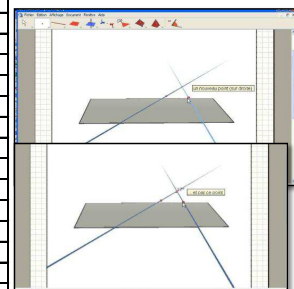 Fichier Edition Affichage Document Fenêtre Aide
un nouveau point (sur droite)
...et par ce point